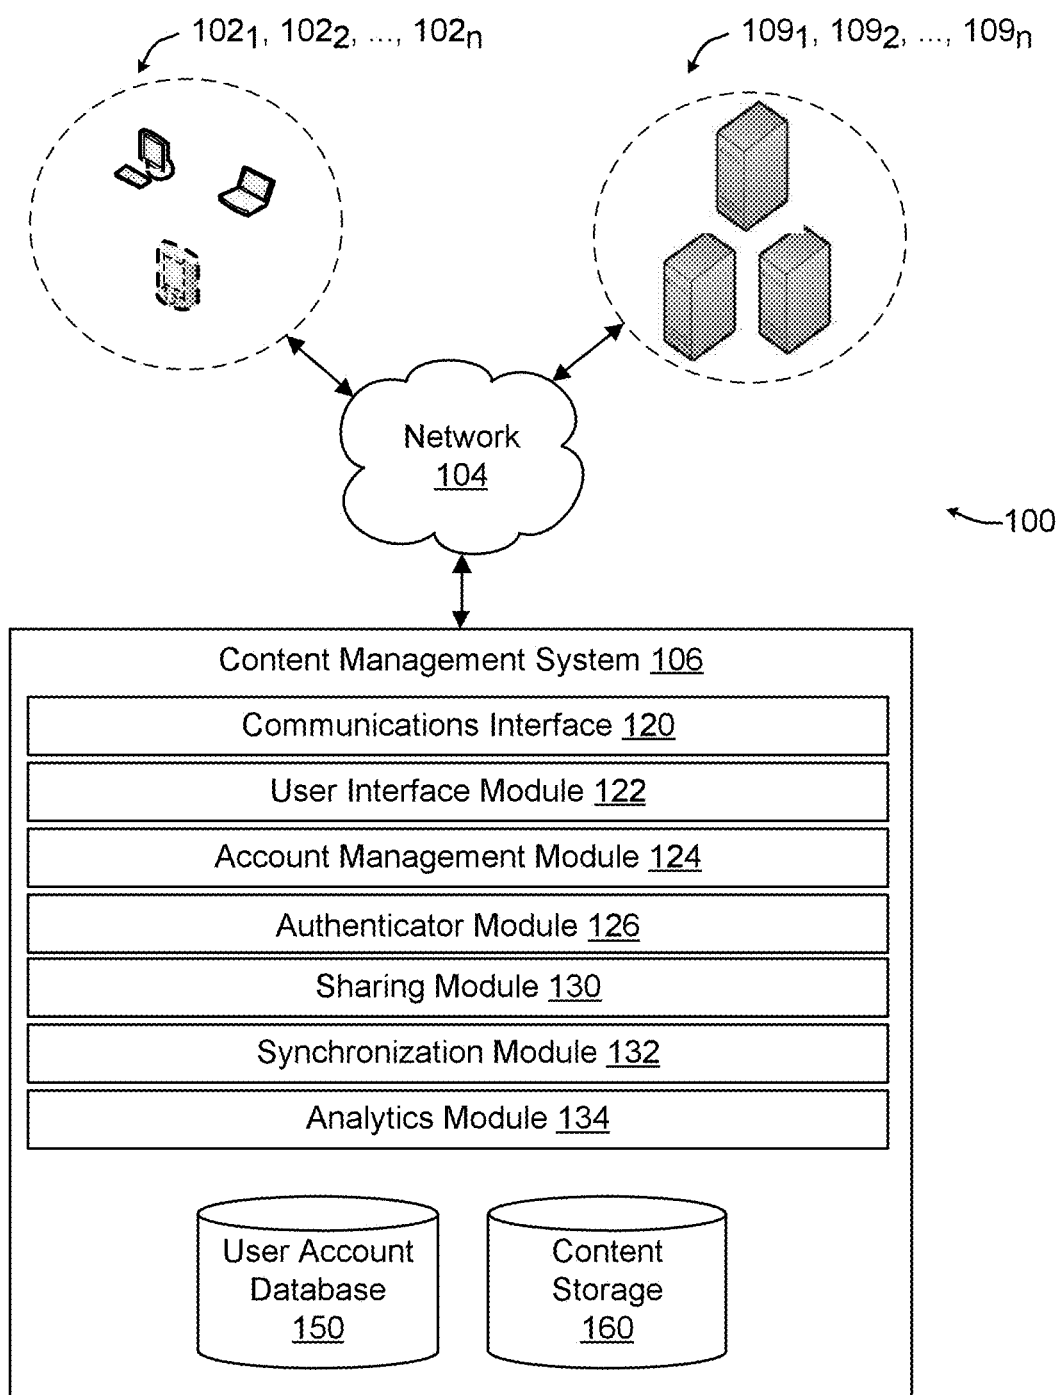 102₁, 102₂, ..., 102ₙ
109₁, 109₂, ..., 109ₙ
Network
104
100
Content Management System 106
Communications Interface 120
User Interface Module 122
Account Management Module 124
Authenticator Module 126
Sharing Module 130
Synchronization Module 132
Analytics Module 134
User Account
Database
150
Content
Storage
160